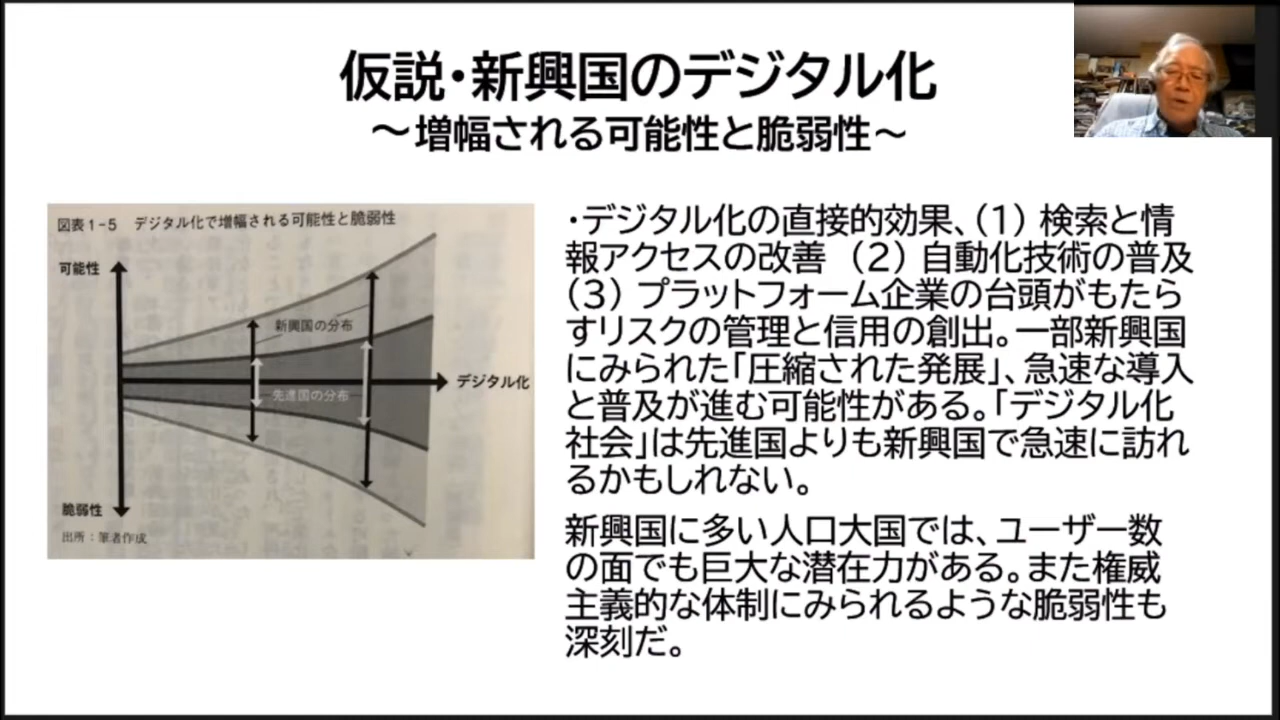 仮説・新興国のデジタル化
～増幅される可能性と脆弱性～
図表1-5 デジタル化で増幅される可能性と脆弱性
可能性
新興国の分布
デジタル化
先進国の分布
脆弱性
出所：筆者作成
・デジタル化の直接的効果、（1） 検索と情
報アクセスの改善 （2） 自動化技術の普及
（3） プラットフォーム企業の台頭がもたら
すリスクの管理と信用の創出。一部新興国
にみられた「圧縮された発展」、急速な導入
と普及が進む可能性がある。「デジタル化
社会」は先進国よりも新興国で急速に訪れ
るかもしれない。
新興国に多い人口大国では、ユーザー数
の面でも巨大な潜在力がある。また権威
主義的な体制にみられるような脆弱性も
深刻だ。